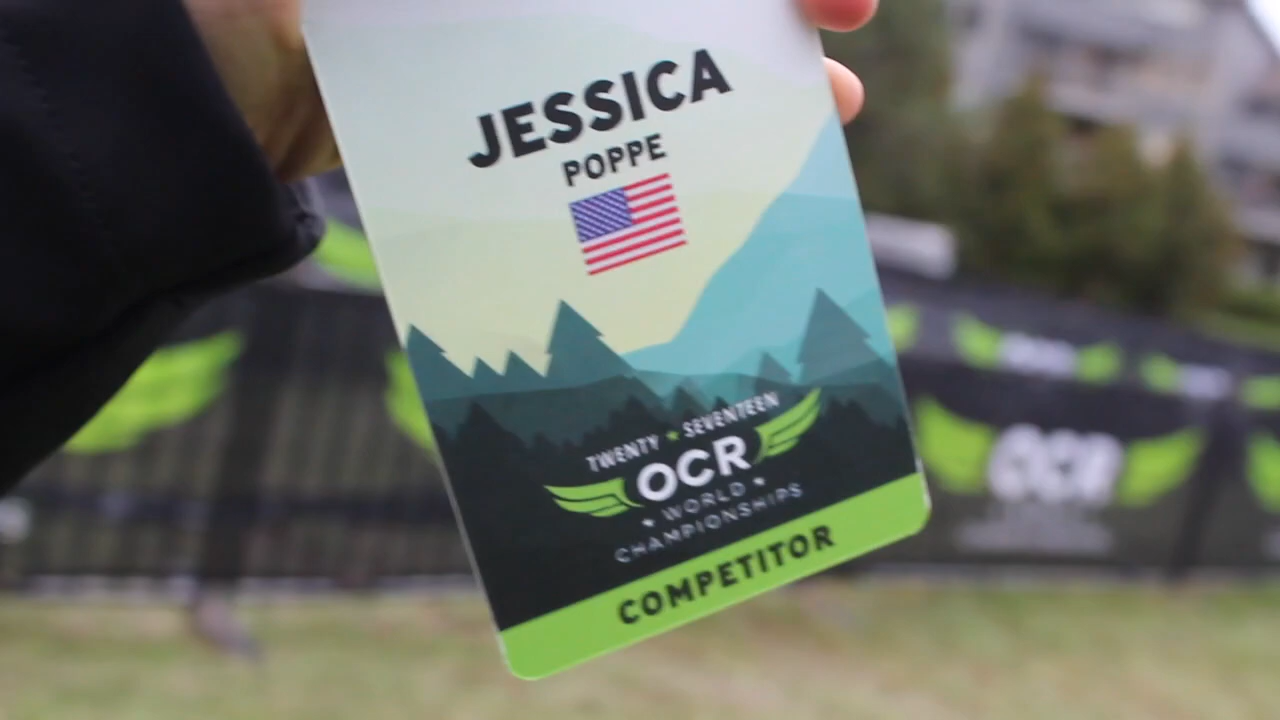 JESSICA
POPPE
TWENTY ★ SEVENTEEN
OCR
★ WORLD ★
CHAMPIONSHIPS
COMPETITOR
OCR